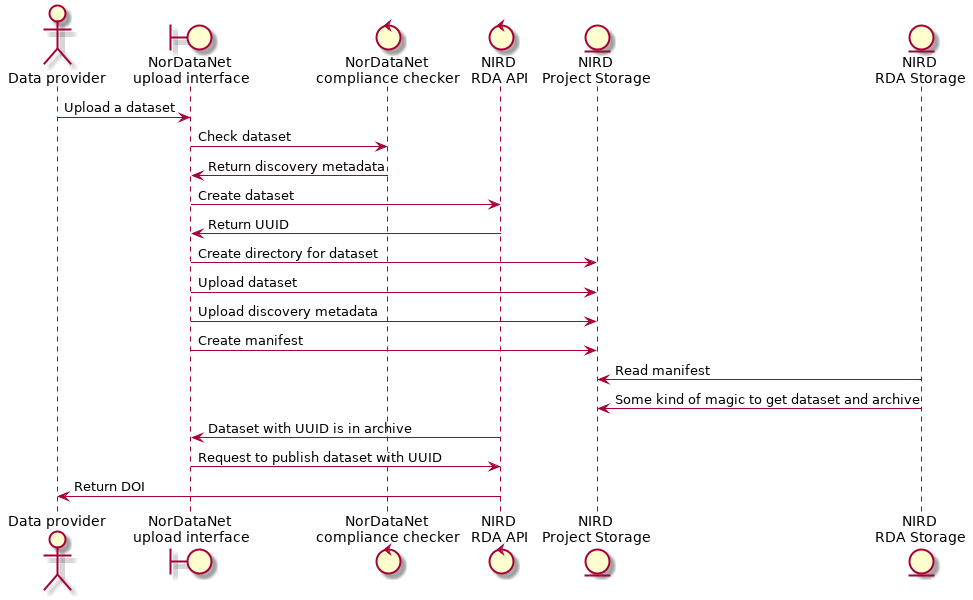 Data provider
NorDataNet
upload interface
NorDataNet
compliance checker
NIRD
RDA API
NIRD
Project Storage
NIRD
RDA Storage
Upload a dataset
Check dataset
Return discovery metadata
Create dataset
Return UUID
Create directory for dataset
Upload dataset
Upload discovery metadata
Create manifest
Read manifest
Some kind of magic to get dataset and archive
Dataset with UUID is in archive
Request to publish dataset with UUID
Return DOI
Data provider
NorDataNet
upload interface
NorDataNet
compliance checker
NIRD
RDA API
NIRD
Project Storage
NIRD
RDA Storage